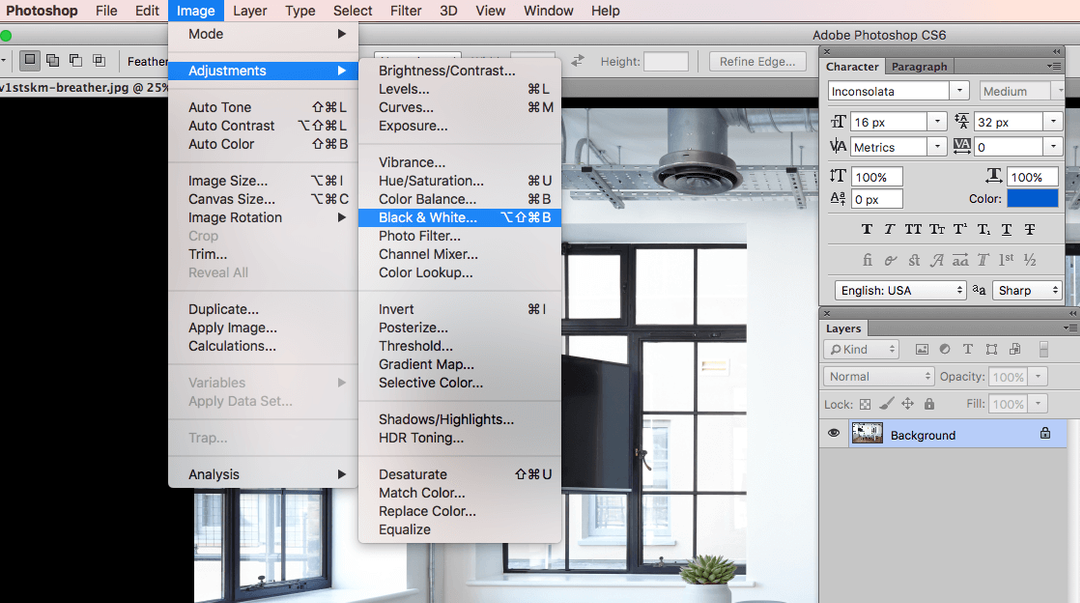 Photoshop File Edit Image Layer Type Select Filter 3D View Window Help
Adobe Photoshop CS6
Feather
Height:
Refine Edge...
v1stskm-breather.jpg @ 25%
Mode
Adjustments
Auto Tone ⇧⌘L
Auto Contrast ⌥⇧⌘L
Auto Color ⇧⌘B
Image Size... ⌥⌘I
Canvas Size... ⌥⌘C
Image Rotation
Crop
Trim...
Reveal All
Duplicate...
Apply Image...
Calculations...
Variables
Apply Data Set...
Trap...
Analysis
Brightness/Contrast...
Levels... ⌘L
Curves... ⌘M
Exposure...
Vibrance...
Hue/Saturation... ⌘U
Color Balance... ⌘B
Black & White... ⌥⇧⌘B
Photo Filter...
Channel Mixer...
Color Lookup...
Invert ⌘I
Posterize...
Threshold...
Gradient Map...
Selective Color...
Shadows/Highlights...
HDR Toning...
Desaturate ⇧⌘U
Match Color...
Replace Color...
Equalize
Character Paragraph
Inconsolata Medium
16 px 32 px
Metrics 0
100% 100%
0 px Color:
T T TT Tr T¹ T₁ T T
fi st A aa T 1st ½
English: USA aa Sharp
Layers
Kind
Normal Opacity: 100%
Lock: Fill: 100%
Background